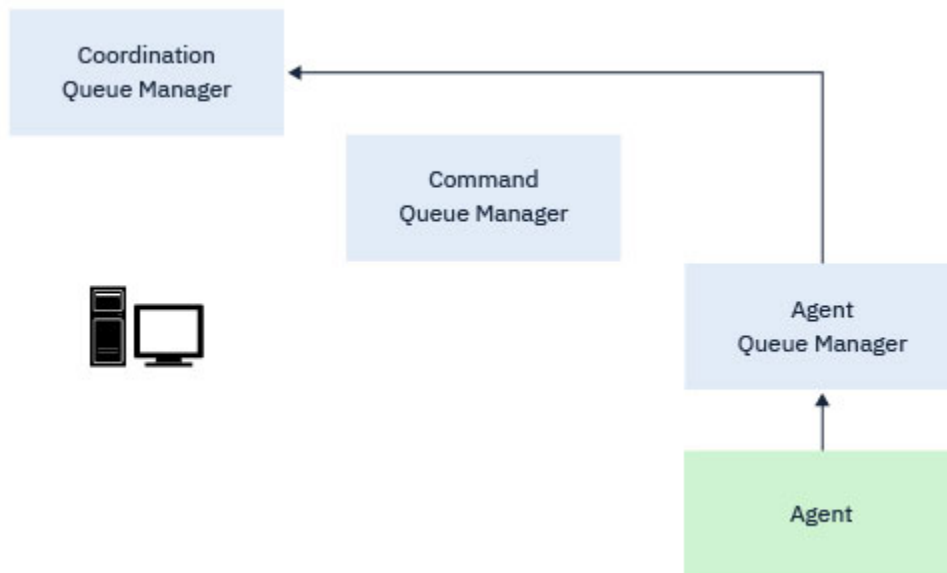 Coordination
Queue Manager
Command
Queue Manager
Agent
Queue Manager
Agent